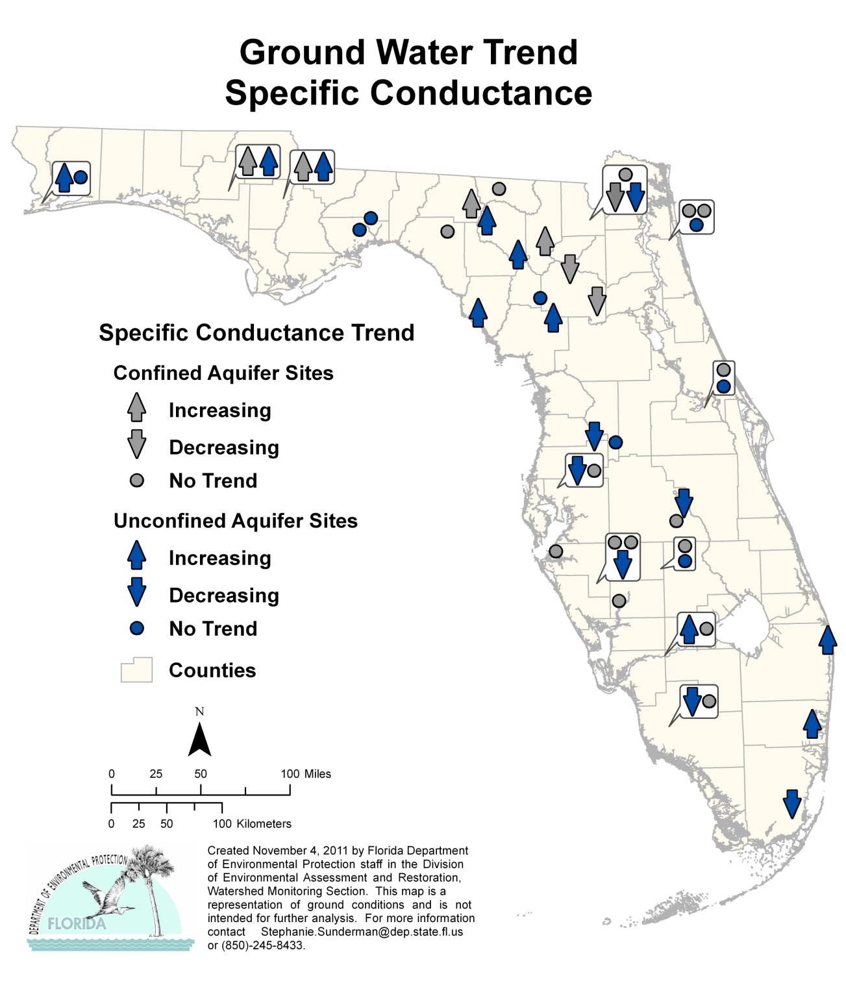 Ground Water Trend
Specific Conductance
Specific Conductance Trend
Confined Aquifer Sites
Increasing
Decreasing
No Trend
Unconfined Aquifer Sites
Increasing
Decreasing
No Trend
Counties
N
0 25 50 100 Miles
0 25 50 100 Kilometers
DEPARTMENT OF ENVIRONMENTAL PROTECTION
FLORIDA
Created November 4, 2011 by Florida Department
of Environmental Protection staff in the Division
of Environmental Assessment and Restoration,
Watershed Monitoring Section. This map is a
representation of ground conditions and is not
intended for further analysis. For more information
contact Stephanie.Sunderman@dep.state.fl.us
or (850)-245-8433.